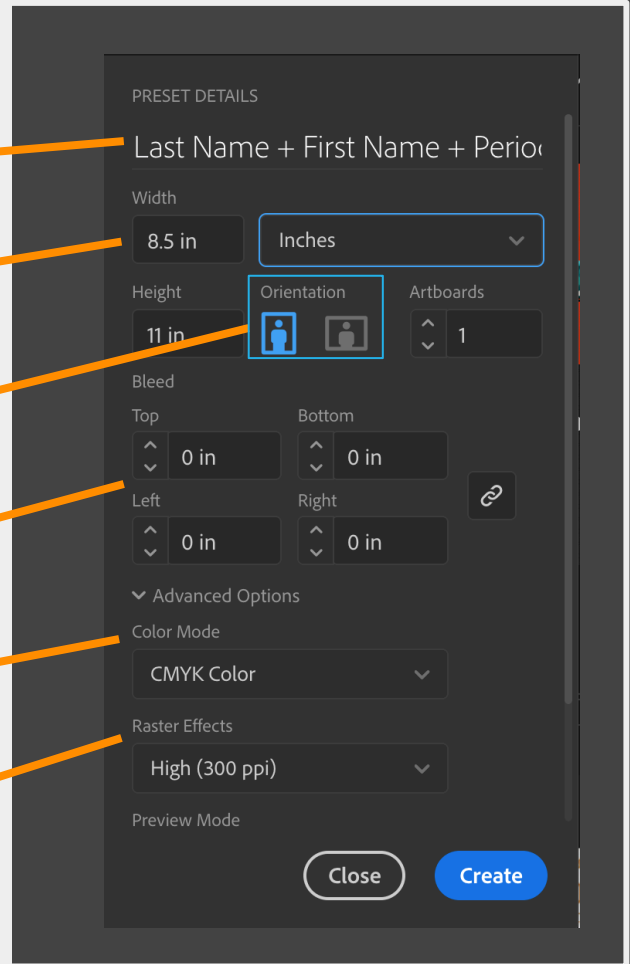 PRESET DETAILS
Last Name + First Name + Perio
Width
8.5 in Inches
Height Orientation Artboards
11 in 1
Bleed
Top Bottom
0 in 0 in
Left Right
0 in 0 in
Advanced Options
Color Mode
CMYK Color
Raster Effects
High (300 ppi)
Preview Mode
Close Create